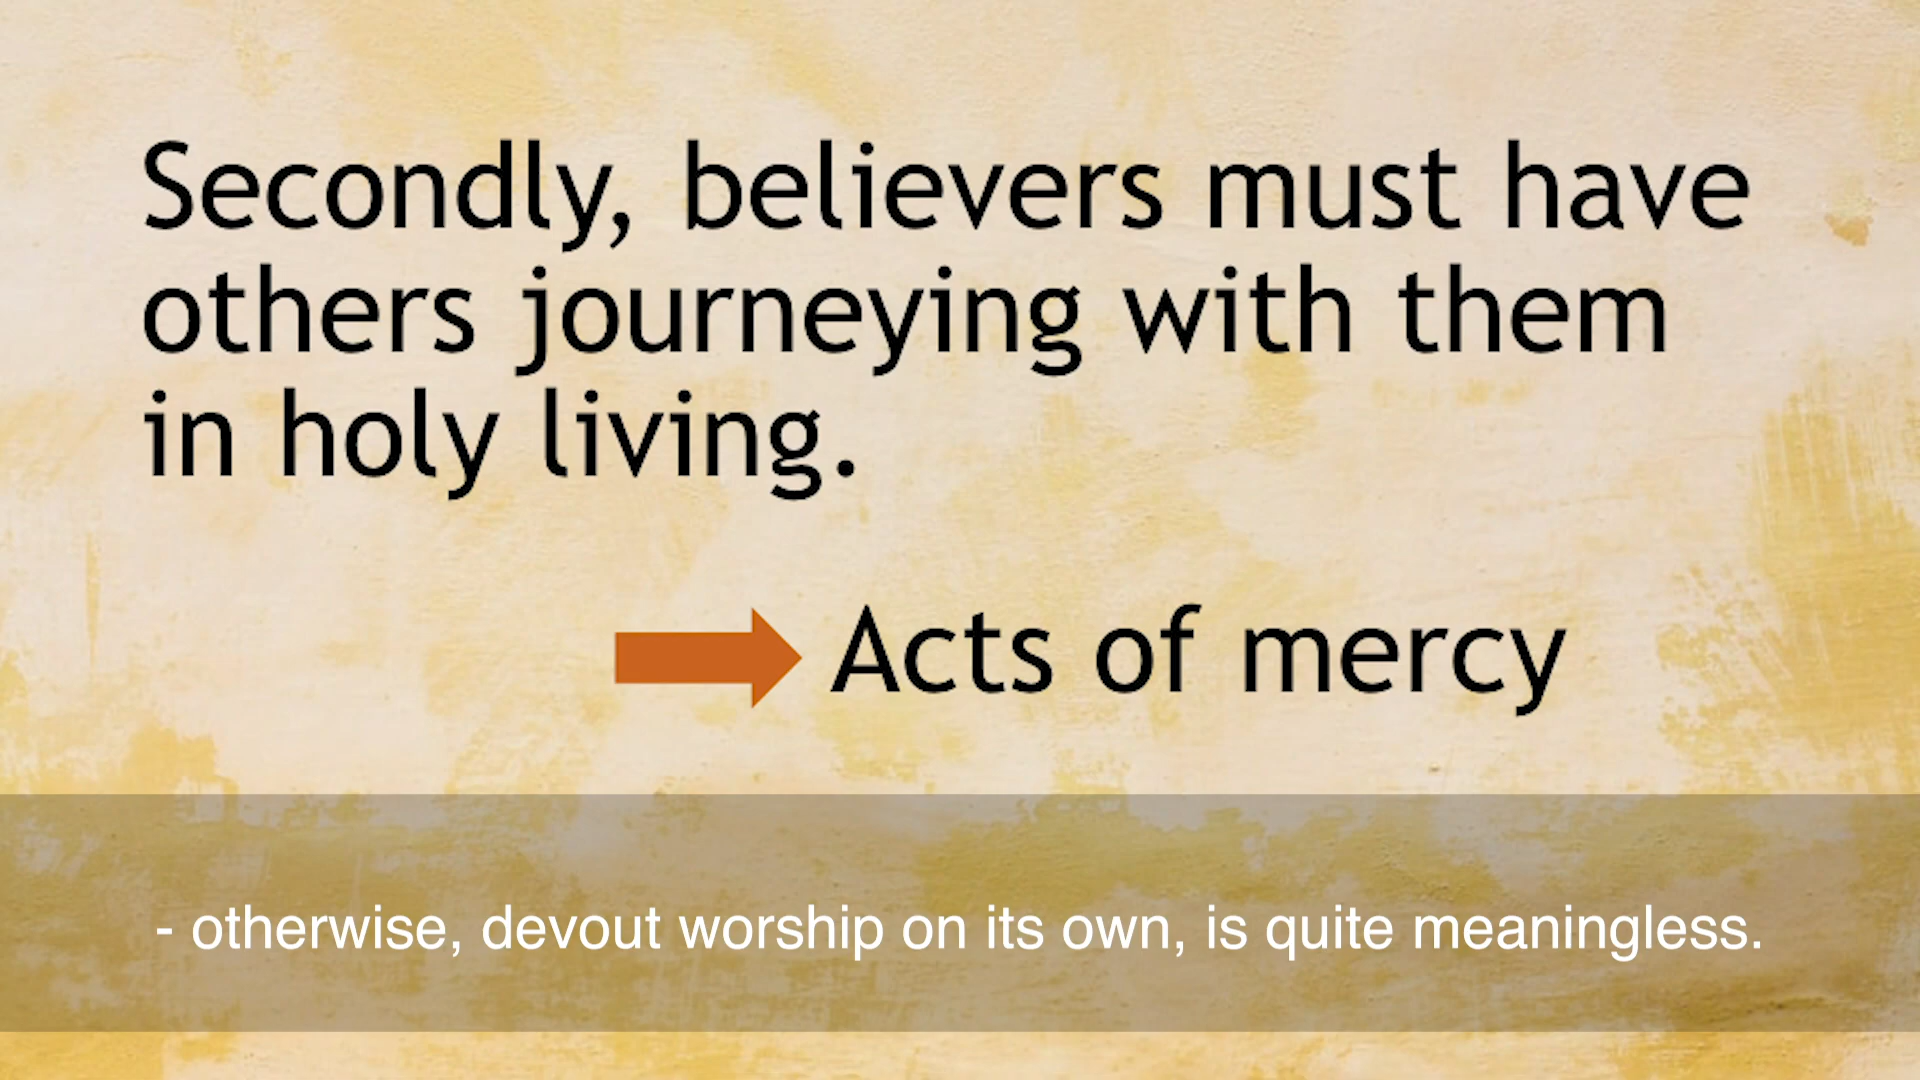 Secondly, believers must have
others journeying with them
in holy living.
Acts of mercy
- otherwise, devout worship on its own, is quite meaningless.